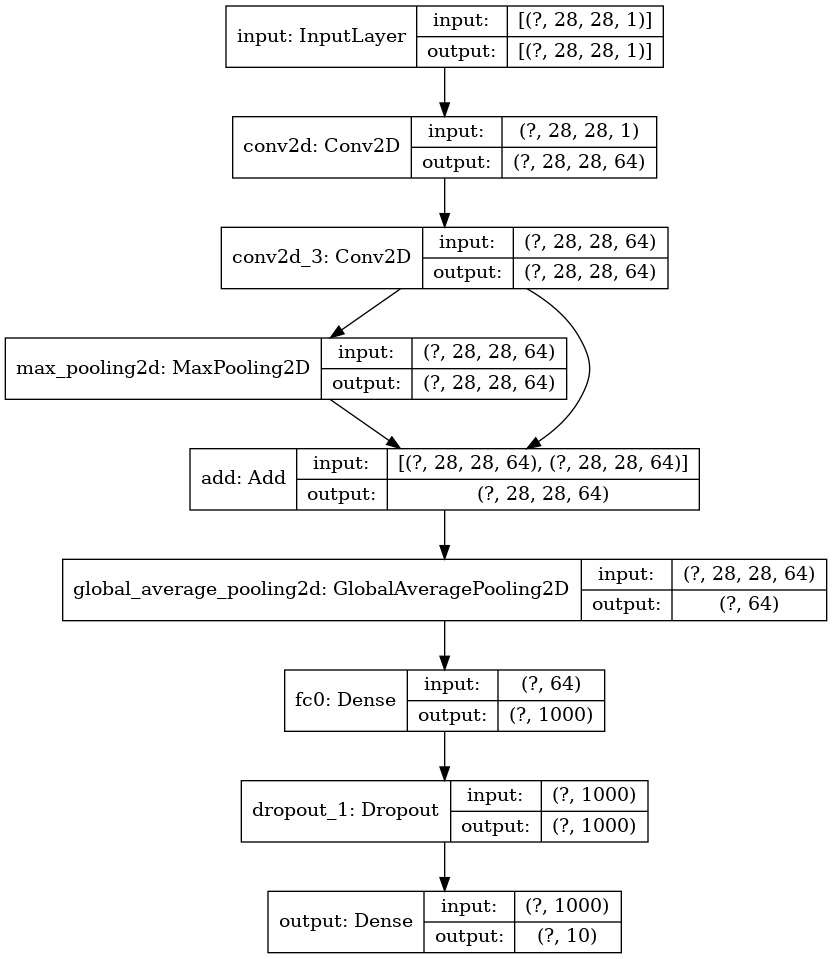 input: InputLayer
input: [(?, 28, 28, 1)]
output: [(?, 28, 28, 1)]
conv2d: Conv2D
input: (?, 28, 28, 1)
output: (?, 28, 28, 64)
conv2d_3: Conv2D
input: (?, 28, 28, 64)
output: (?, 28, 28, 64)
max_pooling2d: MaxPooling2D
input: (?, 28, 28, 64)
output: (?, 28, 28, 64)
add: Add
input: [(?, 28, 28, 64), (?, 28, 28, 64)]
output: (?, 28, 28, 64)
global_average_pooling2d: GlobalAveragePooling2D
input: (?, 28, 28, 64)
output: (?, 64)
fc0: Dense
input: (?, 64)
output: (?, 1000)
dropout_1: Dropout
input: (?, 1000)
output: (?, 1000)
output: Dense
input: (?, 1000)
output: (?, 10)